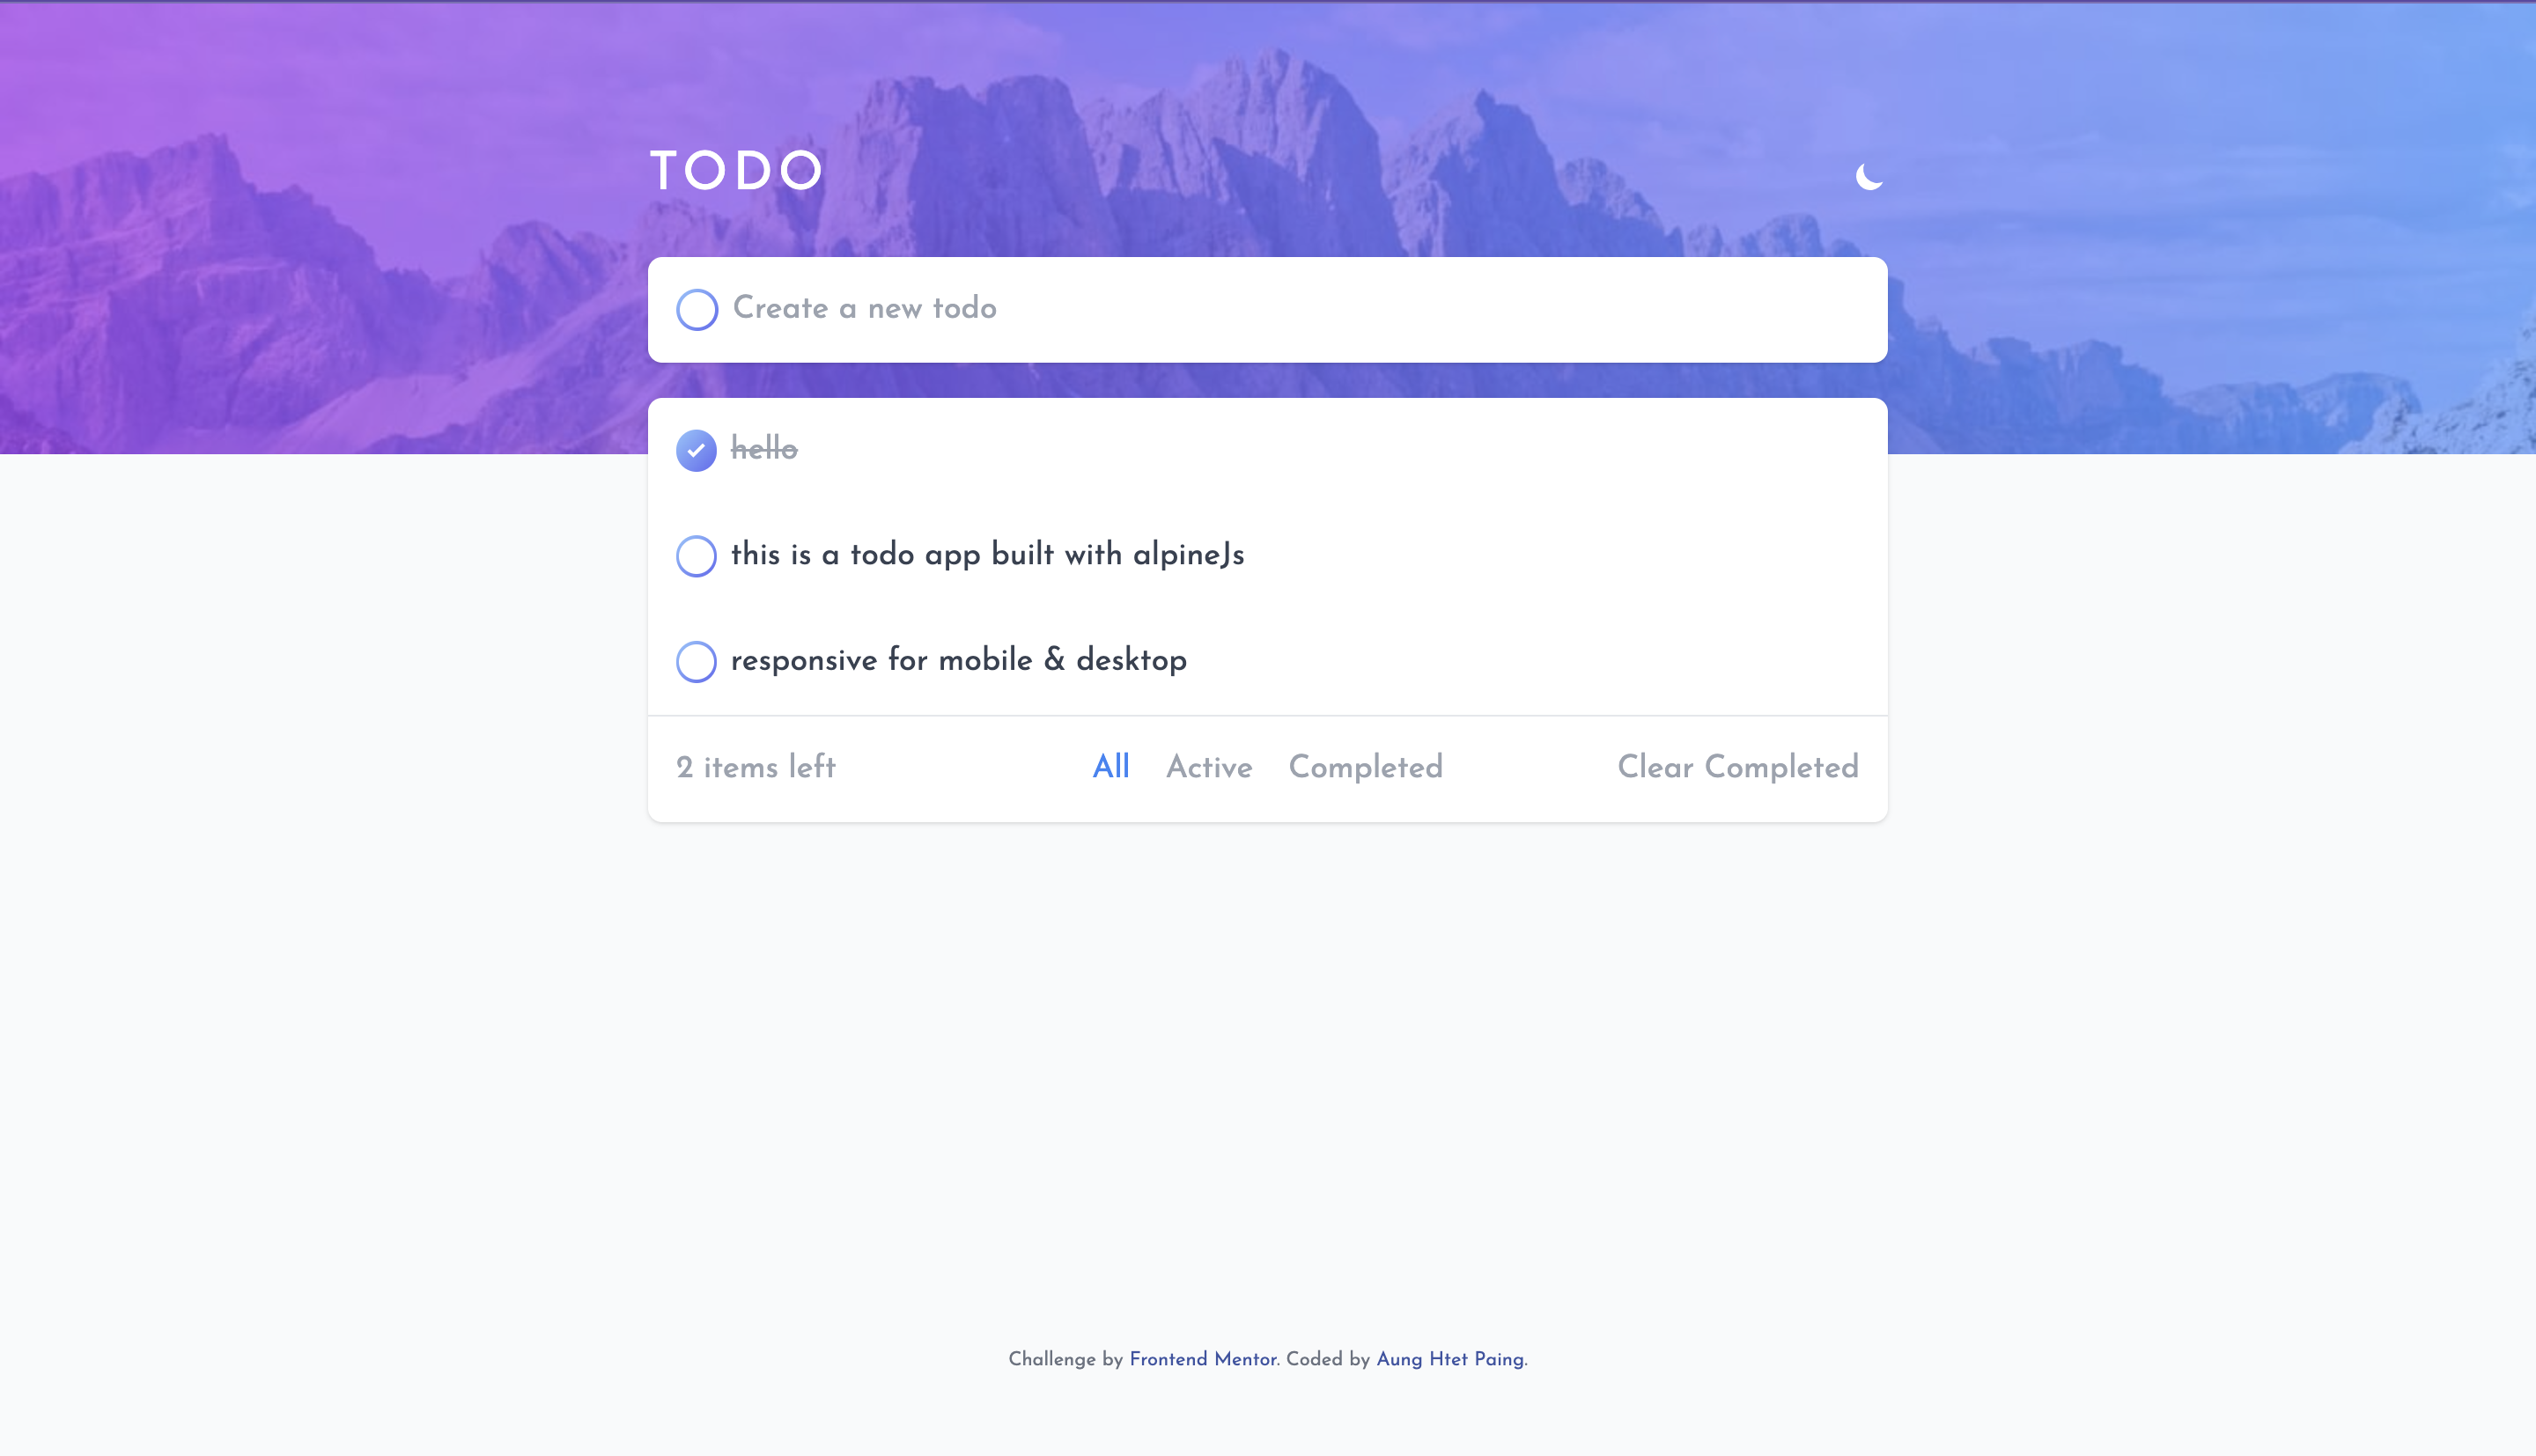 TODO
Create a new todo
hello
this is a todo app built with alpineJs
responsive for mobile & desktop
2 items left All Active Completed Clear Completed
Challenge by Frontend Mentor. Coded by Aung Htet Paing.